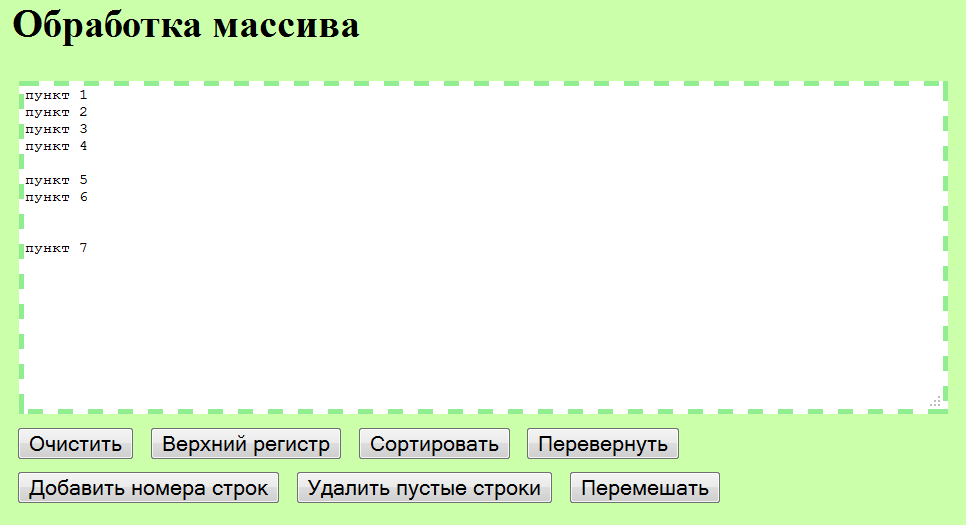 Обработка массива
пункт 1
пункт 2
пункт 3
пункт 4
пункт 5
пункт 6
пункт 7
Очистить Верхний регистр Сортировать Перевернуть
Добавить номера строк Удалить пустые строки Перемешать